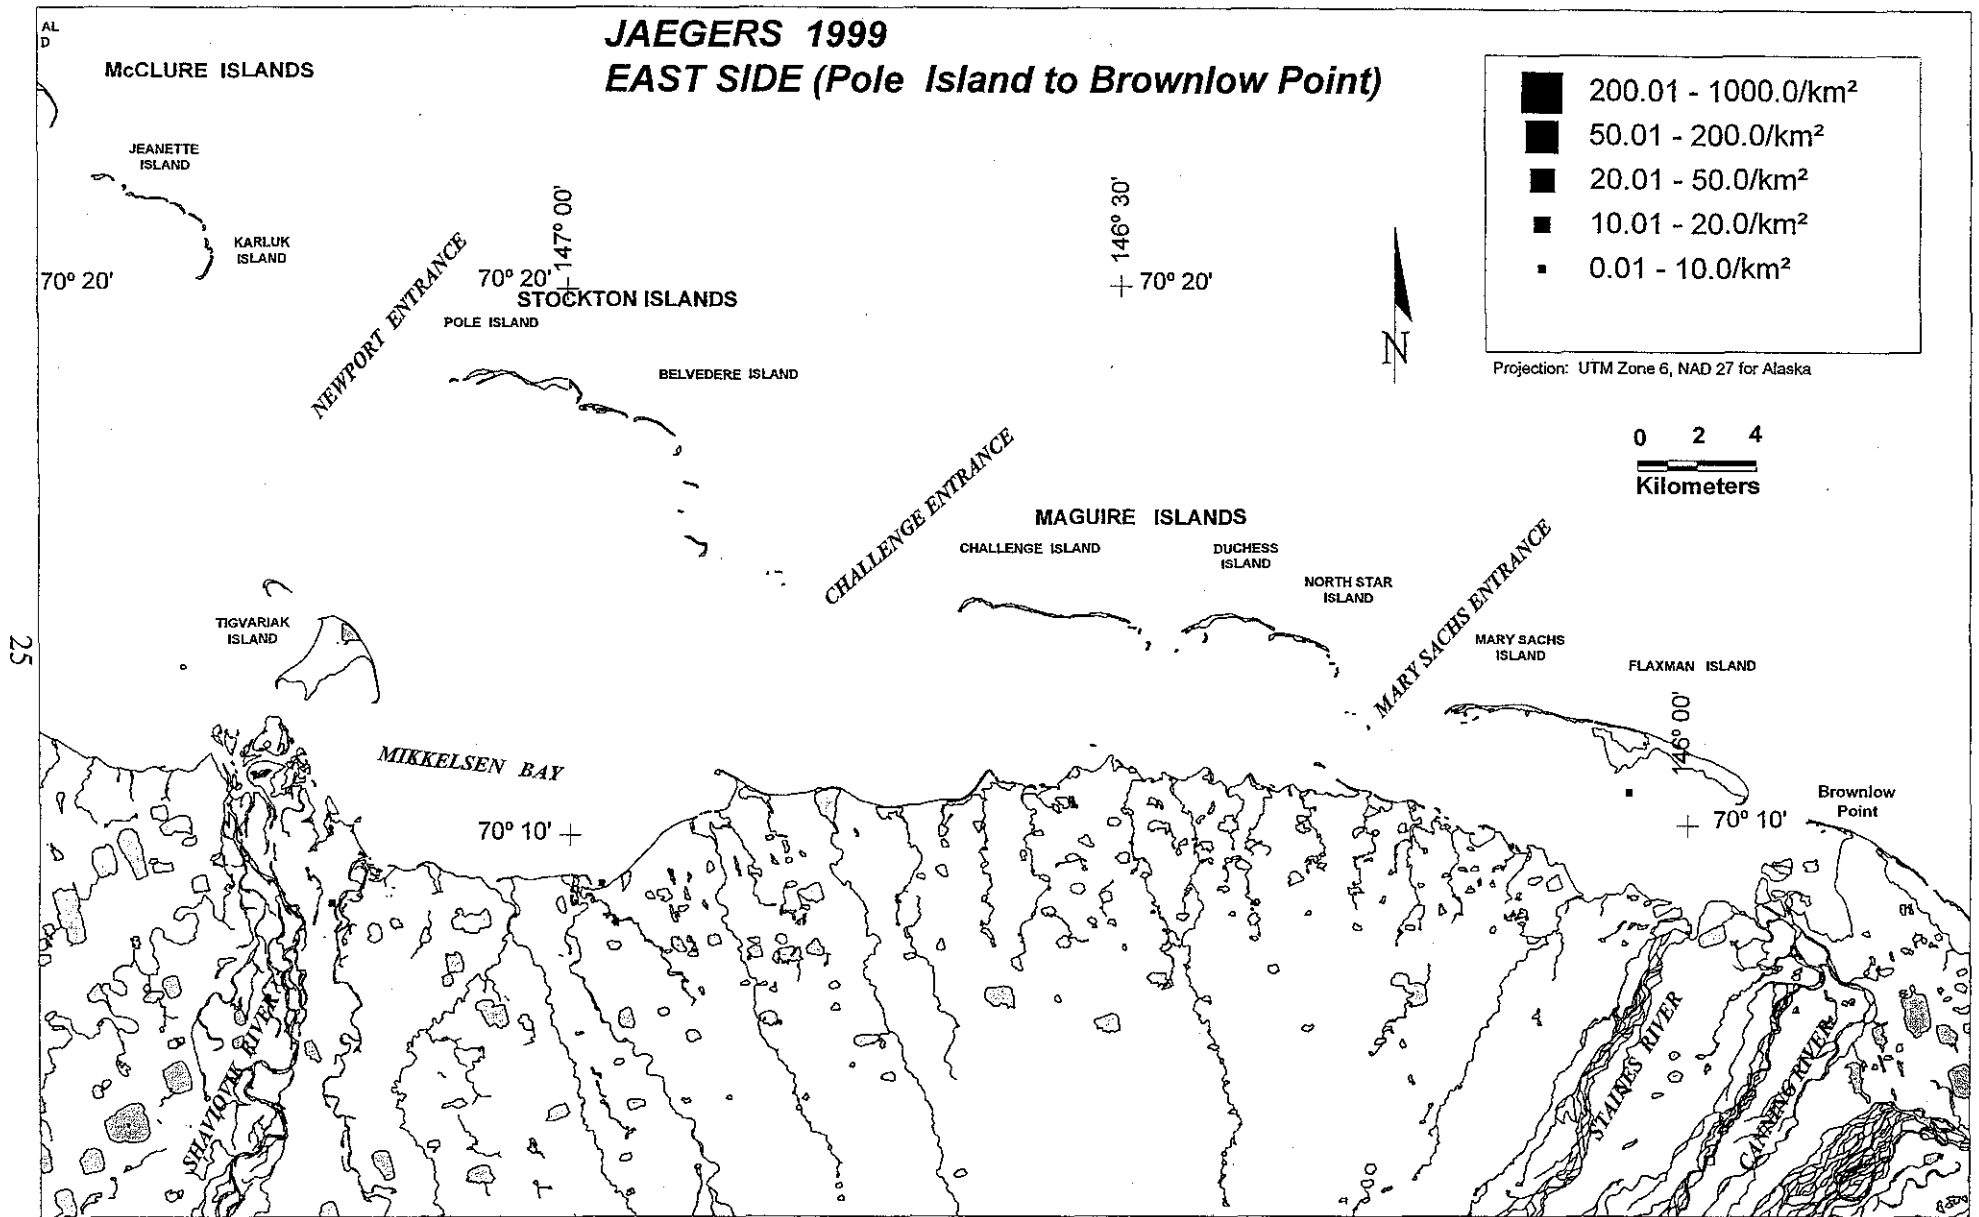 JAEGERS 1999
EAST SIDE (Pole Island to Brownlow Point)
AL
D
McCLURE ISLANDS
JEANETTE
ISLAND
KARLUK
ISLAND
70° 20'
NEWPORT ENTRANCE
70° 20'
147° 00'
STOCKTON ISLANDS
POLE ISLAND
BELVEDERE ISLAND
146° 30'
70° 20'
N
200.01 - 1000.0/km²
50.01 - 200.0/km²
20.01 - 50.0/km²
10.01 - 20.0/km²
0.01 - 10.0/km²
Projection: UTM Zone 6, NAD 27 for Alaska
0 2 4
Kilometers
CHALLENGE ENTRANCE
MAGUIRE ISLANDS
CHALLENGE ISLAND
DUCHESS
ISLAND
NORTH STAR
ISLAND
MARY SACHS ENTRANCE
MARY SACHS
ISLAND
FLAXMAN ISLAND
146° 00'
TIGVARIAK
ISLAND
25
MIKKELSEN BAY
70° 10'
70° 10'
Brownlow
Point
SHAVIOVAK RIVER
STAINES RIVER
CANNING RIVER